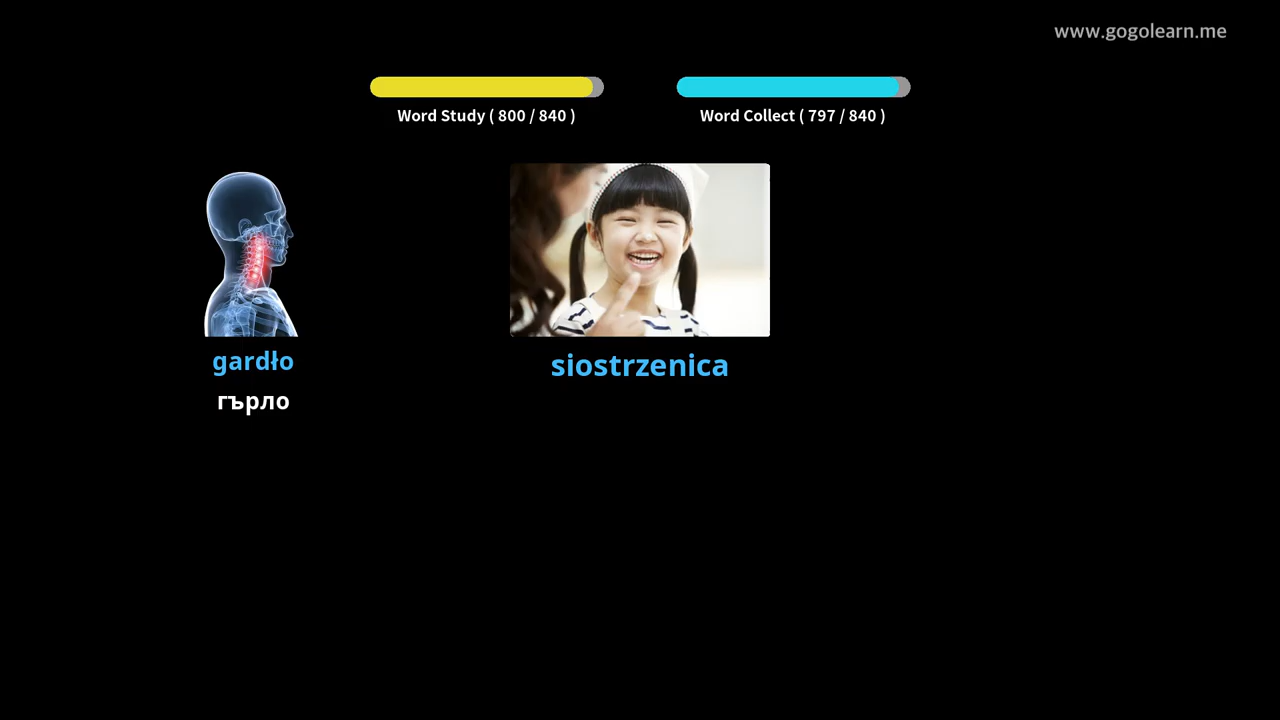 www.gogolearn.me
Word Study ( 800 / 840 )
Word Collect ( 797 / 840 )
gardło
гърло
siostrzenica